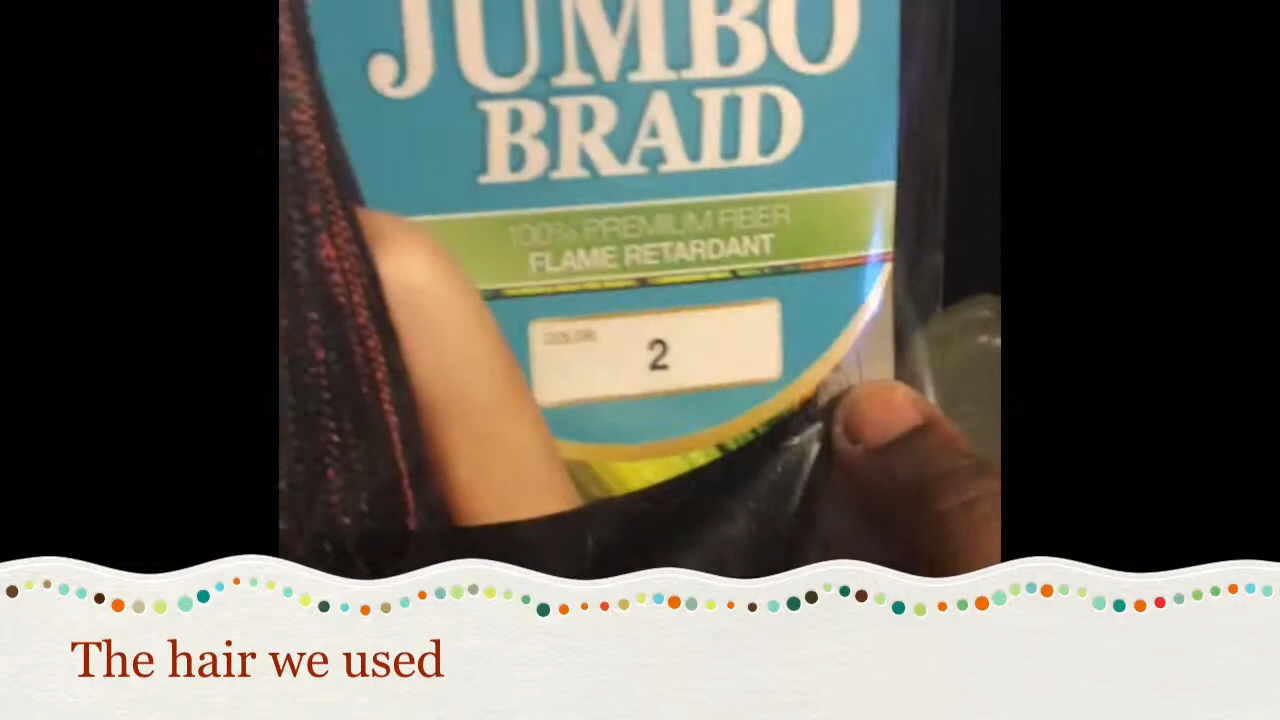 JUMBO
BRAID
100% PREMIUM FIBER
FLAME RETARDANT
COLOR:
2
The hair we used